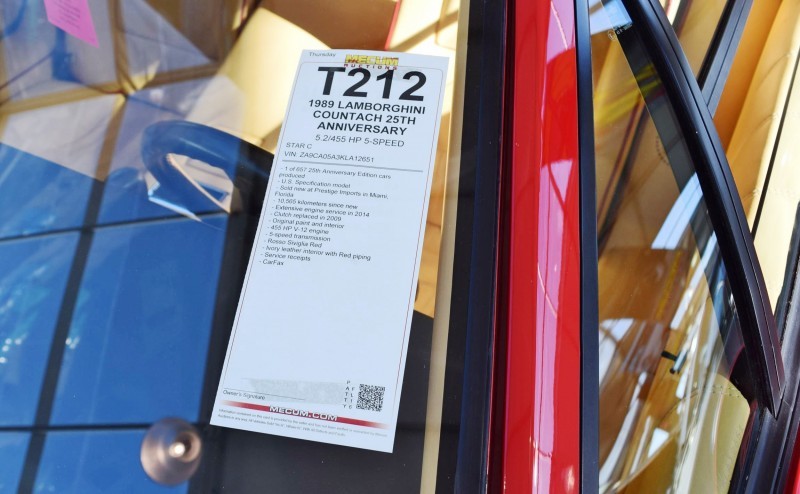 Thursday
MECUM
AUCTIONS
T212
1989 LAMBORGHINI
COUNTACH 25TH
ANNIVERSARY
5.2/455 HP 5-SPEED
STAR C
VIN: ZA9CA05A3KLA12651
- 1 of 657 25th Anniversary Edition cars
produced
- U.S. Specification model
- Sold new at Prestige Imports in Miami,
Florida
- 10,505 kilometers since new
- Extensive engine service in 2014
- Clutch replaced in 2009
- Original paint and interior
- 455 HP V-12 engine
- 5-speed transmission
- Rosso Siviglia Red
- Ivory leather interior with Red piping
- Service receipts
- CarFax
Owner's Signature
MECUM.COM